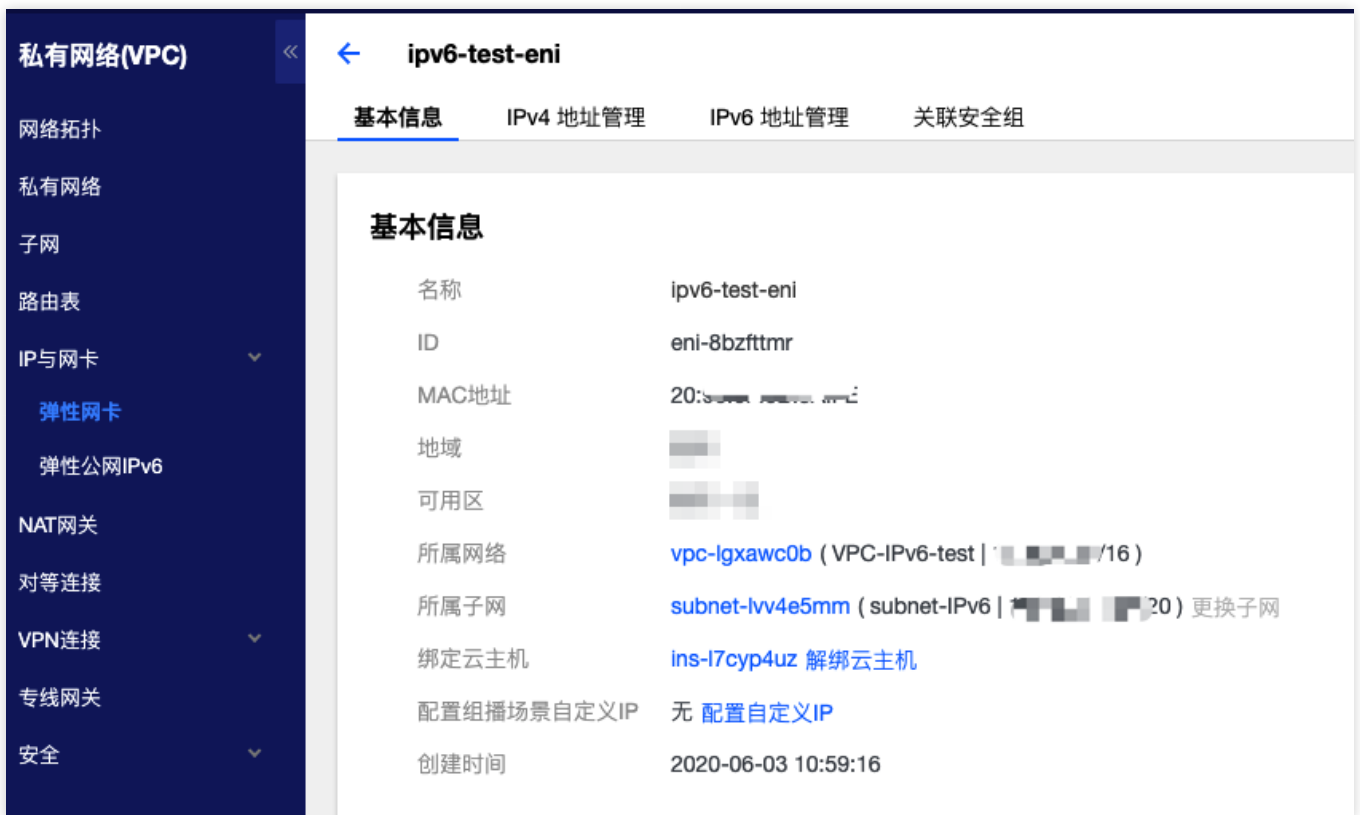 私有网络(VPC)
«
网络拓扑
私有网络
子网
路由表
IP与网卡
弹性网卡
弹性公网IPv6
NAT网关
对等连接
VPN连接
专线网关
安全
ipv6-test-eni
基本信息 IPv4 地址管理 IPv6 地址管理 关联安全组
基本信息
名称 ipv6-test-eni
ID eni-8bzfttmr
MAC地址 20:
地域
可用区
所属网络 vpc-lgxawc0b ( VPC-IPv6-test | /16 )
所属子网 subnet-lvv4e5mm ( subnet-IPv6 | 20 ) 更换子网
绑定云主机 ins-l7cyp4uz 解绑云主机
配置组播场景自定义IP 无 配置自定义IP
创建时间 2020-06-03 10:59:16